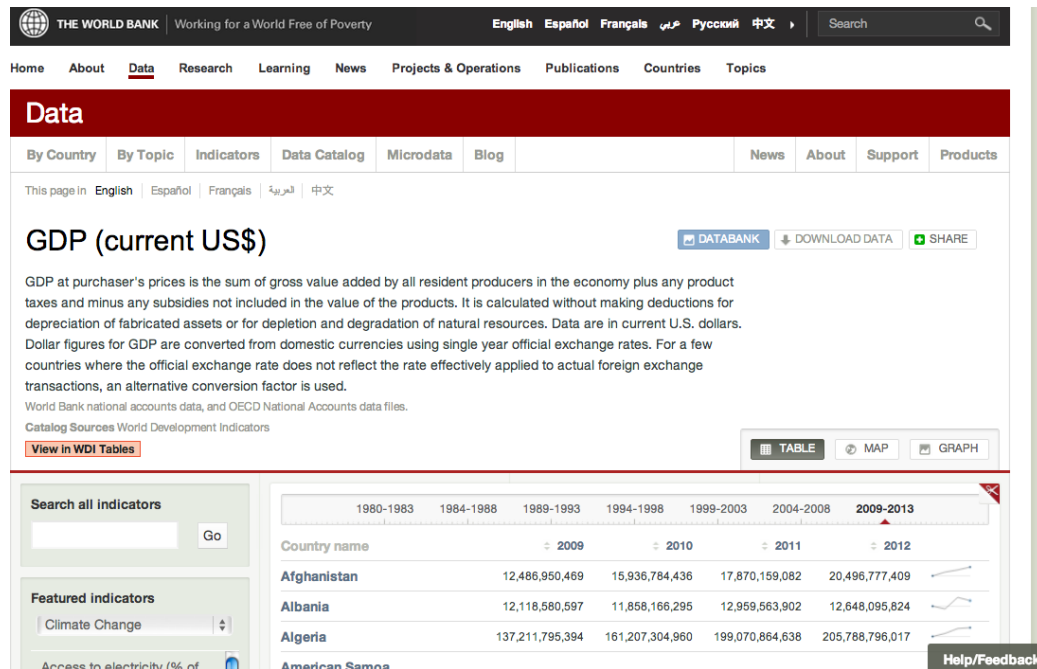 THE WORLD BANK Working for a World Free of Poverty English Español Français عربي Русский 中文 Search
Home About Data Research Learning News Projects & Operations Publications Countries Topics
Data
By Country By Topic Indicators Data Catalog Microdata Blog News About Support Products
This page in English Español Français العربية 中文
GDP (current US$)
DATABANK DOWNLOAD DATA SHARE
GDP at purchaser's prices is the sum of gross value added by all resident producers in the economy plus any product
taxes and minus any subsidies not included in the value of the products. It is calculated without making deductions for
depreciation of fabricated assets or for depletion and degradation of natural resources. Data are in current U.S. dollars.
Dollar figures for GDP are converted from domestic currencies using single year official exchange rates. For a few
countries where the official exchange rate does not reflect the rate effectively applied to actual foreign exchange
transactions, an alternative conversion factor is used.
World Bank national accounts data, and OECD National Accounts data files.
Catalog Sources World Development Indicators
View in WDI Tables
TABLE MAP GRAPH
Search all indicators
Go
Featured indicators
Climate Change
Access to electricity (% of
1980-1983 1984-1988 1989-1993 1994-1998 1999-2003 2004-2008 2009-2013
Country name 2009 2010 2011 2012
Afghanistan 12,486,950,469 15,936,784,436 17,870,159,082 20,496,777,409
Albania 12,118,580,597 11,858,166,295 12,959,563,902 12,648,095,824
Algeria 137,211,795,394 161,207,304,960 199,070,864,638 205,788,796,017
American Samoa
Help/Feedback